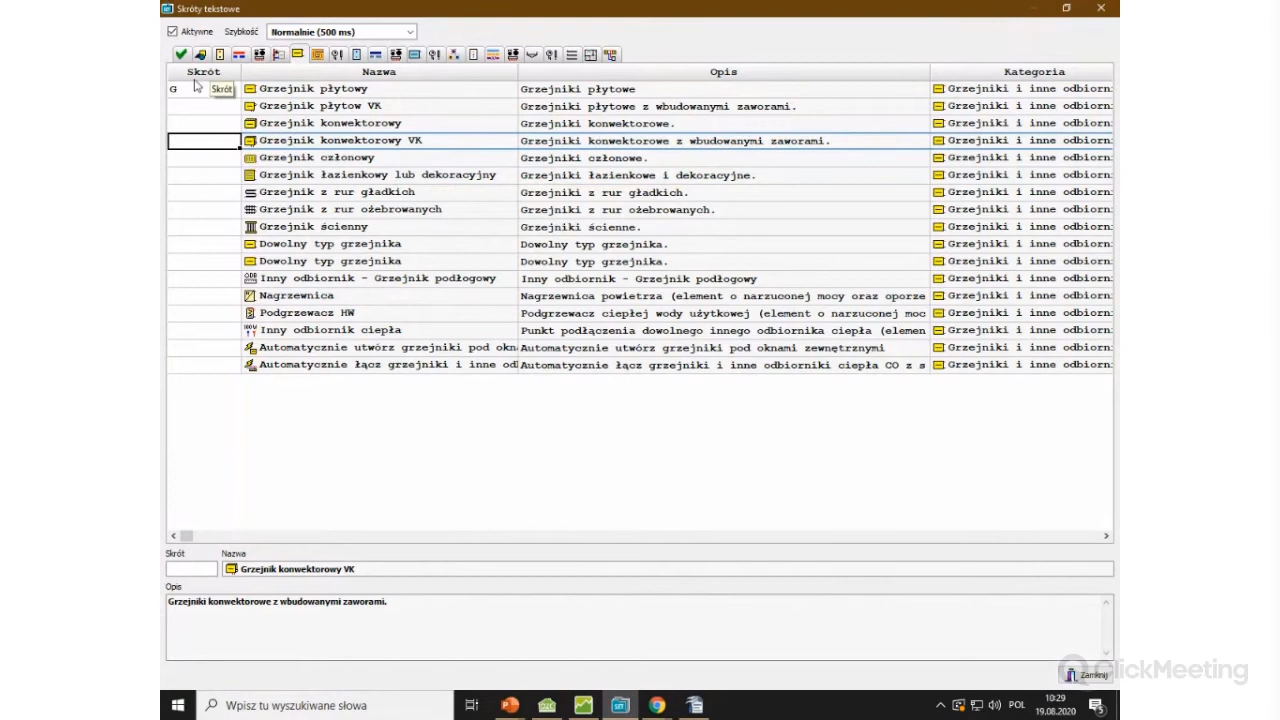 Skróty tekstowe
Aktywne Szybkość Normalnie (500 ms)
Skrót Nazwa Opis Kategoria
G Grzejnik płytowy Grzejniki płytowe Grzejniki i inne odbiorn
Skrót
Grzejnik płytow VK Grzejniki płytowe z wbudowanymi zaworami. Grzejniki i inne odbiorn
Grzejnik konwektorowy Grzejniki konwektorowe. Grzejniki i inne odbiorn
Grzejnik konwektorowy VK Grzejniki konwektorowe z wbudowanymi zaworami. Grzejniki i inne odbiorn
Grzejnik członowy Grzejniki członowe. Grzejniki i inne odbiorn
Grzejnik łazienkowy lub dekoracyjny Grzejniki łazienkowe i dekoracyjne. Grzejniki i inne odbiorn
Grzejnik z rur gładkich Grzejniki z rur gładkich. Grzejniki i inne odbiorn
Grzejnik z rur ożebrowanych Grzejniki z rur ożebrowanych. Grzejniki i inne odbiorn
Grzejnik ścienny Grzejniki ścienne. Grzejniki i inne odbiorn
Dowolny typ grzejnika Dowolny typ grzejnika. Grzejniki i inne odbiorn
Dowolny typ grzejnika Dowolny typ grzejnika. Grzejniki i inne odbiorn
Inny odbiornik - Grzejnik podłogowy Inny odbiornik - Grzejnik podłogowy Grzejniki i inne odbiorn
Nagrzewnica Nagrzewnica powietrza (element o narzuconej mocy oraz oporze Grzejniki i inne odbiorn
Podgrzewacz HW Podgrzewacz ciepłej wody użytkowej (element o narzuconej moc Grzejniki i inne odbiorn
Inny odbiornik ciepła Punkt podłączenia dowolnego innego odbiornika ciepła (elemen Grzejniki i inne odbiorn
Automatycznie utwórz grzejniki pod okn Automatycznie utwórz grzejniki pod oknami zewnętrznymi Grzejniki i inne odbiorn
Automatycznie łącz grzejniki i inne od Automatycznie łącz grzejniki i inne odbiorniki ciepła CO z s Grzejniki i inne odbiorn
Skrót Nazwa
Grzejnik konwektorowy VK
Opis
Grzejniki konwektorowe z wbudowanymi zaworami.
ClickMeeting
Zamknij
Wpisz tu wyszukiwane słowa
POL
10:29
19.08.2020
5